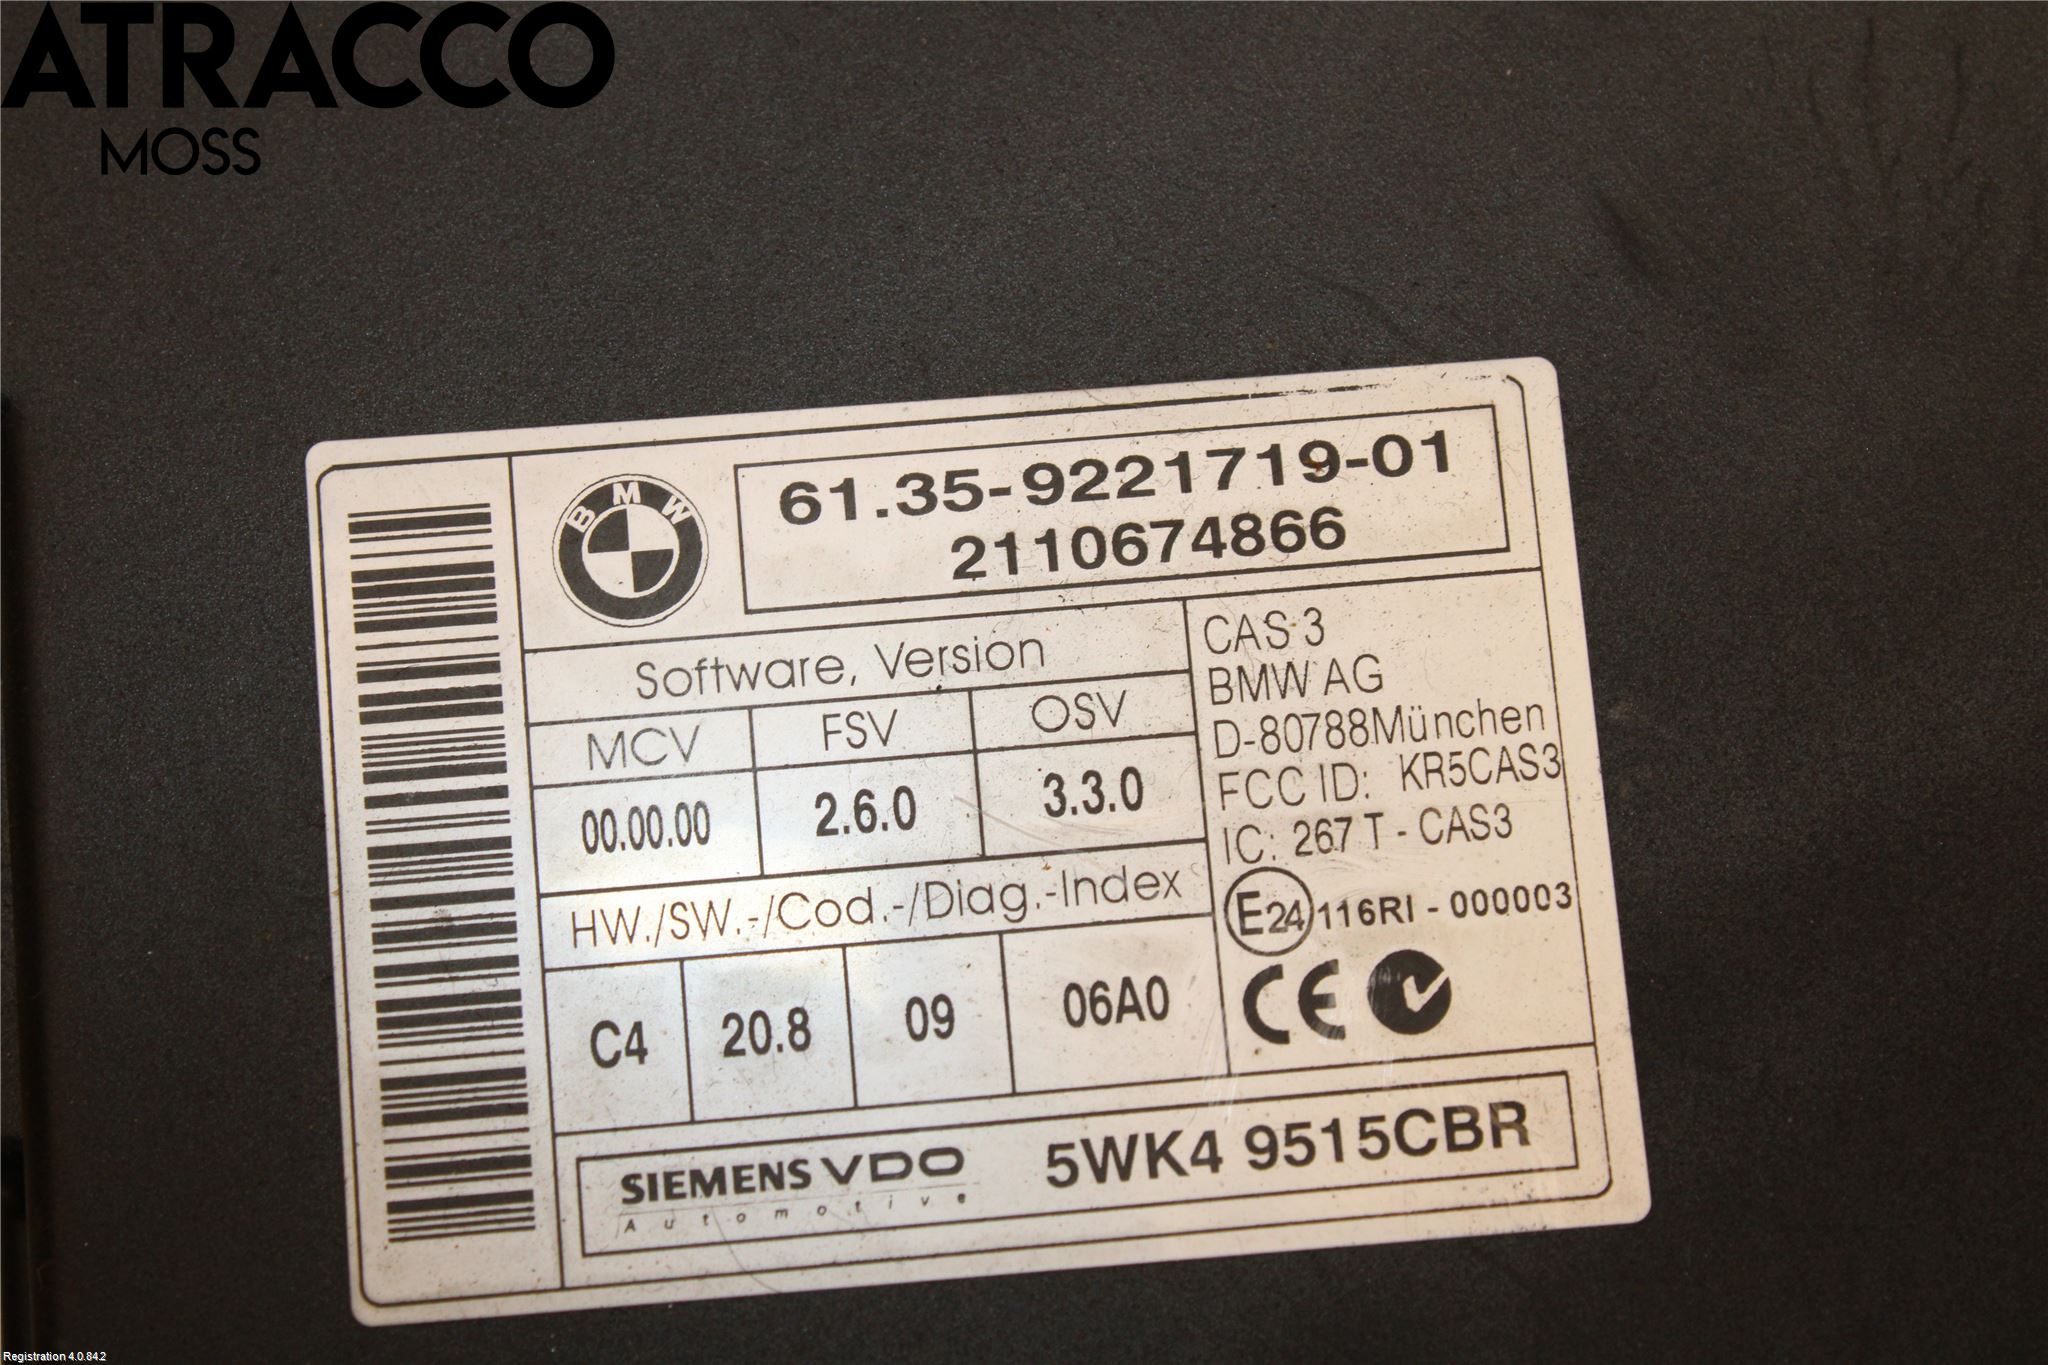 ATRACCO
MOSS
BMW
61.35-9221719-01
2110674866
Software, Version
MCV FSV OSV
00.00.00 2.6.0 3.3.0
HW./SW.-/Cod.-/Diag.-Index
C4 20.8 09 06A0
CAS 3
BMW AG
D-80788München
FCC ID: KR5CAS3
IC: 267 T - CAS3
E24 116RI - 000003
CE
SIEMENS VDO
Automotive
5WK4 9515CBR
Registration 4.0.84.2